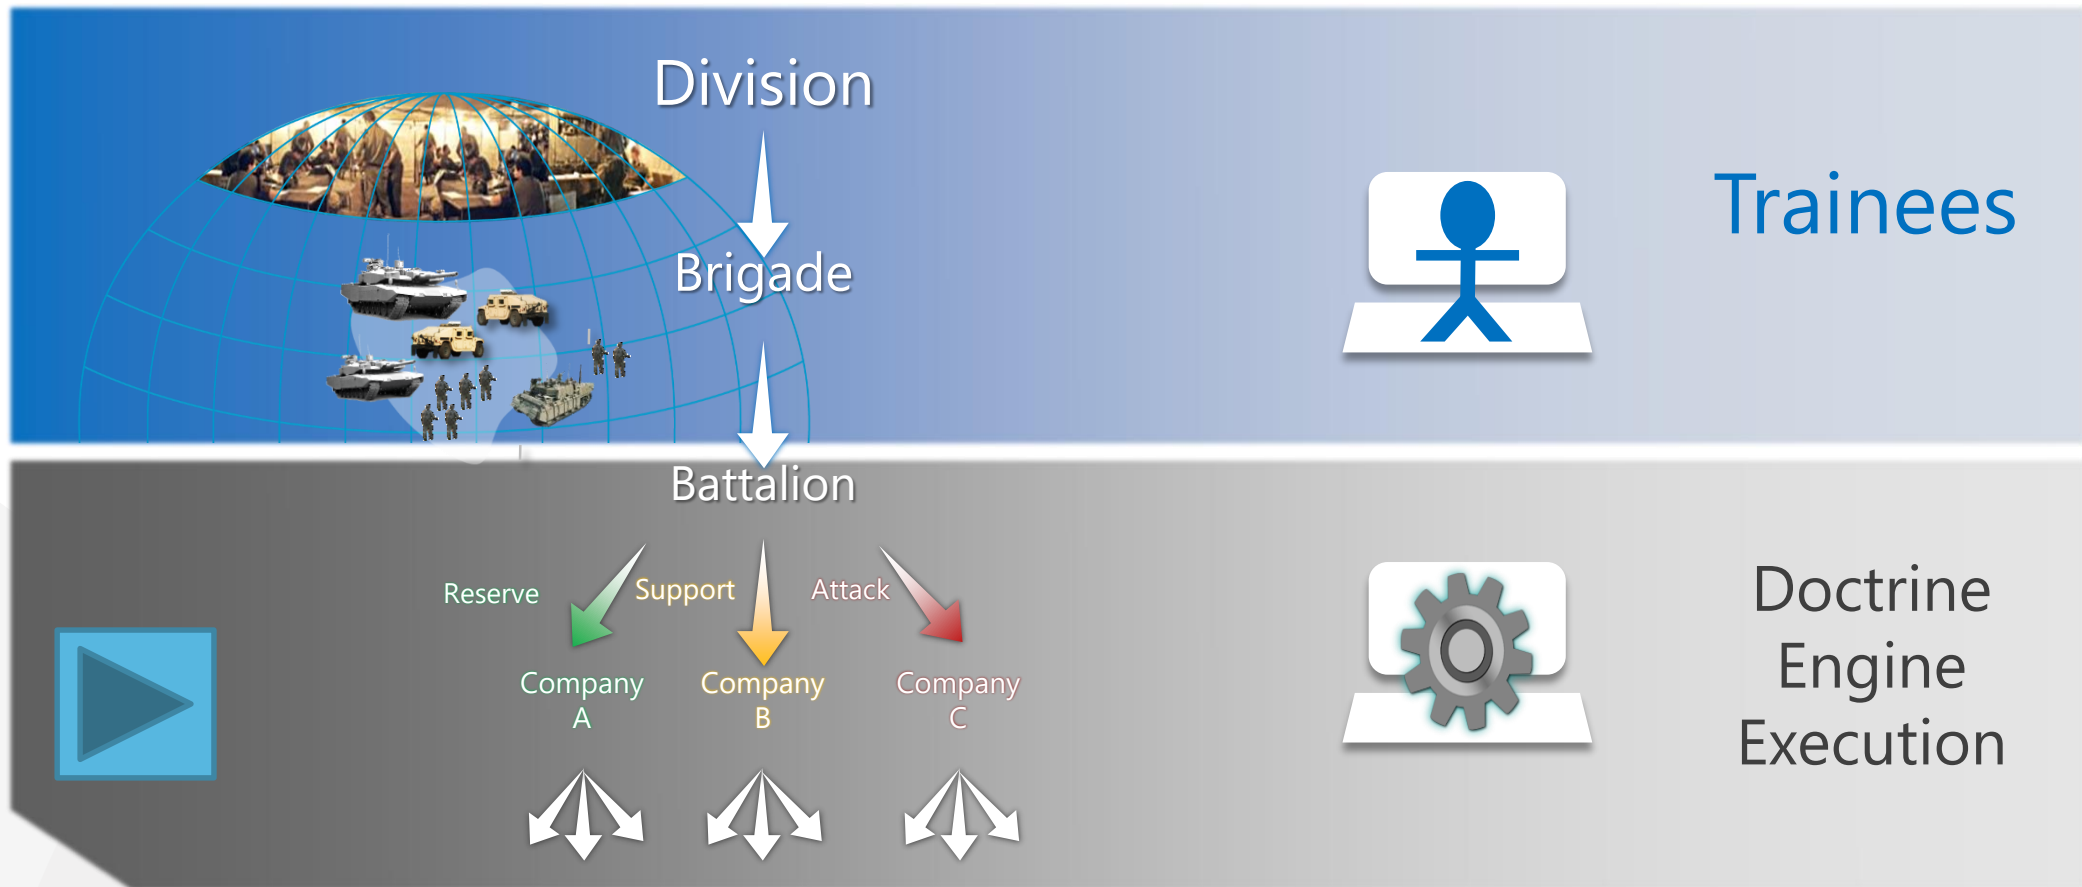 Division
Trainees
Brigade
Battalion
Reserve
Support
Attack
Company
A
Company
B
Company
C
Doctrine
Engine
Execution